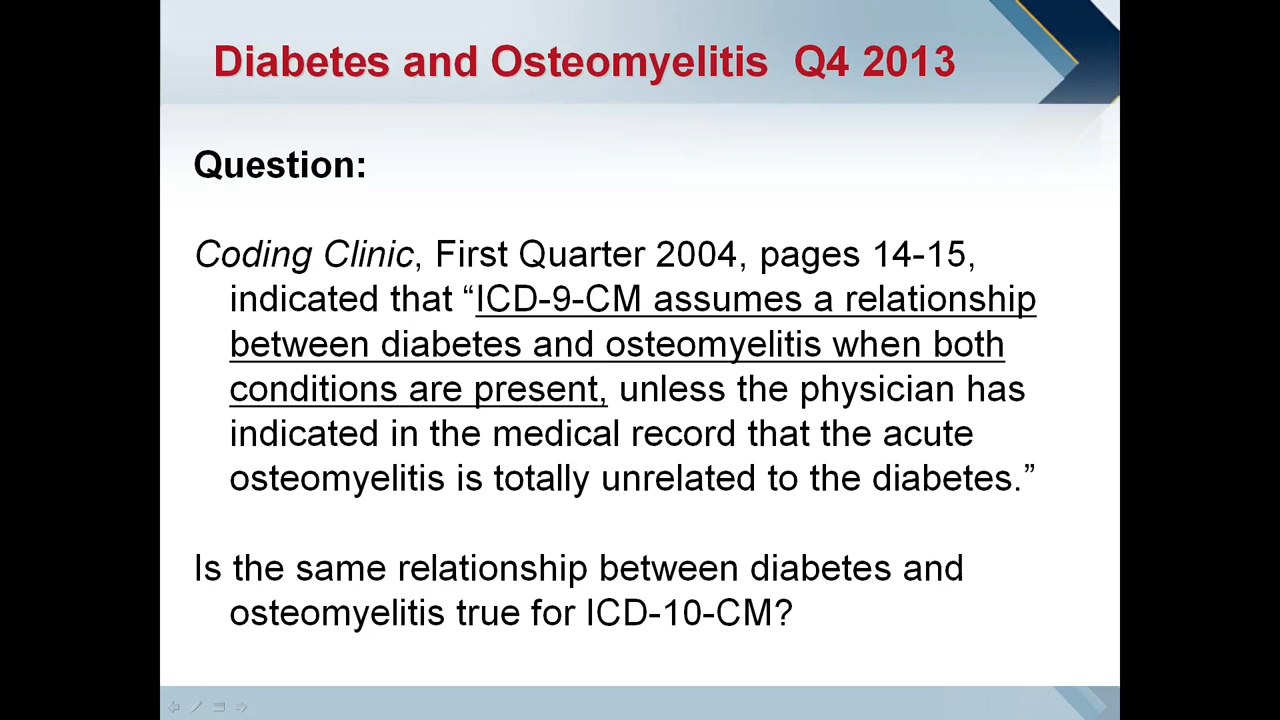 Diabetes and Osteomyelitis Q4 2013
Question:
Coding Clinic, First Quarter 2004, pages 14-15,
indicated that “ICD-9-CM assumes a relationship
between diabetes and osteomyelitis when both
conditions are present, unless the physician has
indicated in the medical record that the acute
osteomyelitis is totally unrelated to the diabetes.”
Is the same relationship between diabetes and
osteomyelitis true for ICD-10-CM?